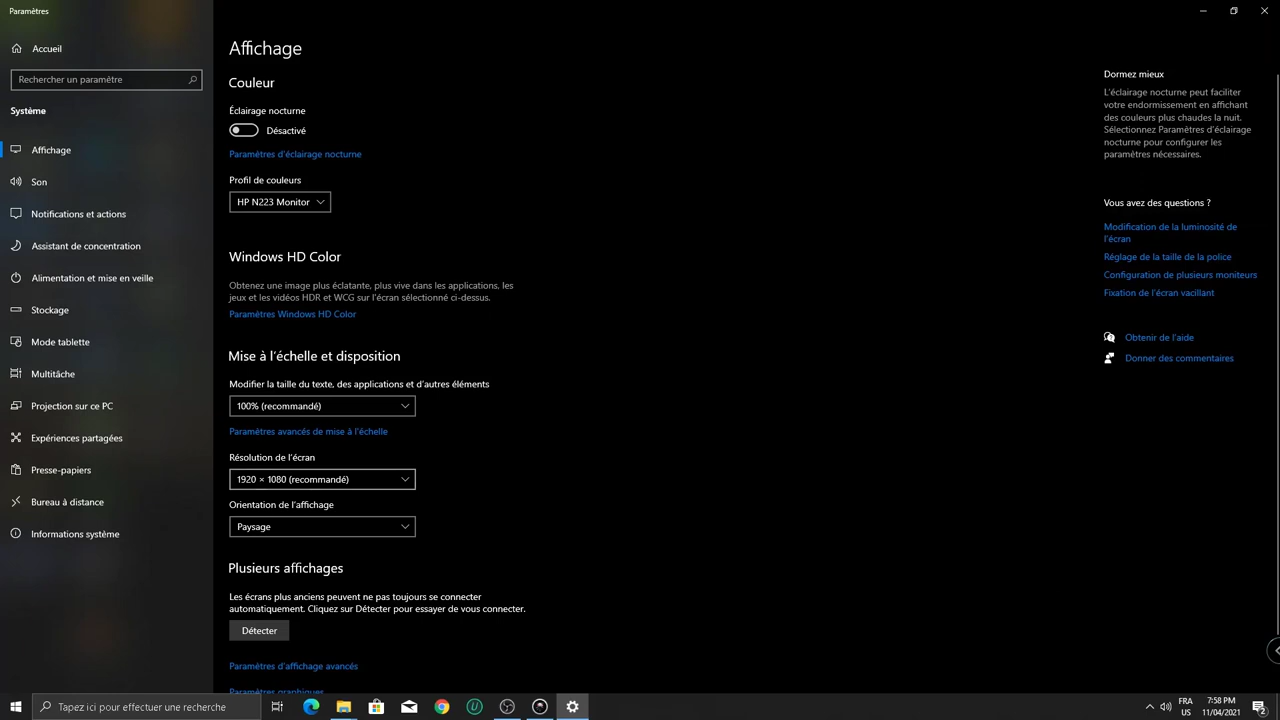 Paramètres
Accueil
Rechercher un paramètre
Système
Affichage
Son
Notifications et actions
Assistant de concentration
Alimentation et mise en veille
Stockage
Mode tablette
Multitâche
Projection sur ce PC
Expériences partagées
Presse-papiers
Bureau à distance
Informations système
Affichage
Couleur
Éclairage nocturne
Désactivé
Paramètres d'éclairage nocturne
Profil de couleurs
HP N223 Monitor
Windows HD Color
Obtenez une image plus éclatante, plus vive dans les applications, les
jeux et les vidéos HDR et WCG sur l'écran sélectionné ci-dessus.
Paramètres Windows HD Color
Mise à l'échelle et disposition
Modifier la taille du texte, des applications et d'autres éléments
100% (recommandé)
Paramètres avancés de mise à l'échelle
Résolution de l'écran
1920 × 1080 (recommandé)
Orientation de l'affichage
Paysage
Plusieurs affichages
Les écrans plus anciens peuvent ne pas toujours se connecter
automatiquement. Cliquez sur Détecter pour essayer de vous connecter.
Détecter
Paramètres d'affichage avancés
Paramètres graphiques
Dormez mieux
L'éclairage nocturne peut faciliter
votre endormissement en affichant
des couleurs plus chaudes la nuit.
Sélectionnez Paramètres d'éclairage
nocturne pour configurer les
paramètres nécessaires.
Vous avez des questions ?
Modification de la luminosité de
l'écran
Réglage de la taille de la police
Configuration de plusieurs moniteurs
Fixation de l'écran vacillant
Obtenir de l'aide
Donner des commentaires
Tapez ici pour effectuer une recherche
FRA
US
7:58 PM
11/04/2021
2